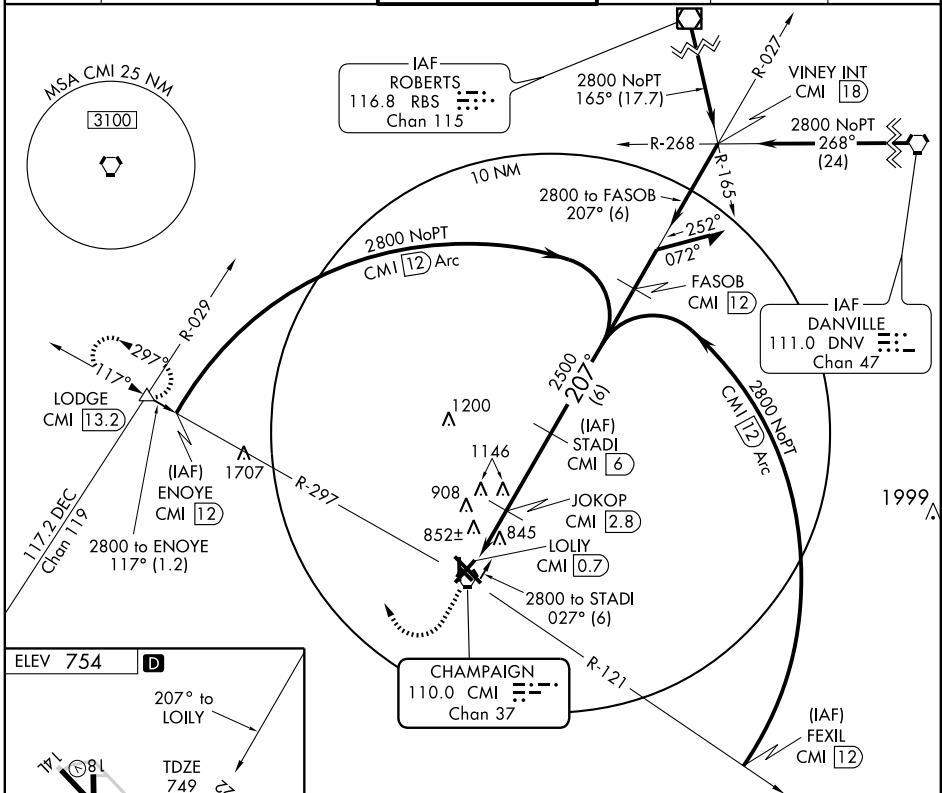 MSA CMI 25 NM
3100
IAF
ROBERTS
116.8 RBS
Chan 115
2800 NoPT
165° (17.7)
R-027
VINEY INT
CMI 18
2800 NoPT
268°
(24)
R-268
R-165
10 NM
2800 to FASOB
207° (6)
252°
072°
FASOB
CMI 12
IAF
DANVILLE
111.0 DNV
Chan 47
2800 NoPT
CMI 12 Arc
R-029
297°
117°
LODGE
CMI 13.2
(IAF)
ENOYE
CMI 12
1707
117.2 DEC
Chan 119
2800 to ENOYE
117° (1.2)
R-297
2500
207°
(6)
1200
(IAF)
STADI
CMI 6
1146
908
JOKOP
CMI 2.8
852±
845
LOLIY
CMI 0.7
2800 to STADI
027° (6)
2800 NoPT
CMI 12 Arc
1999
R-121
CHAMPAIGN
110.0 CMI
Chan 37
(IAF)
FEXIL
CMI 12
ELEV 754
D
207° to
LOILY
TDZE
749
14L
18
22